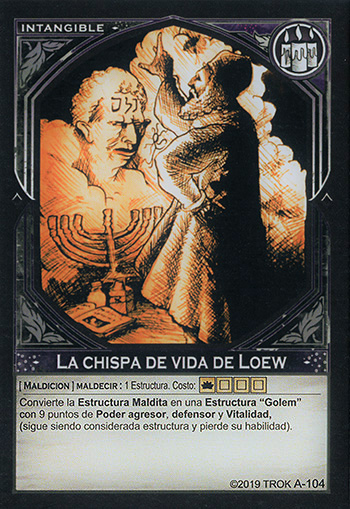 INTANGIBLE
LA CHISPA DE VIDA DE LOEW
[ MALDICION ] MALDECIR : 1 Estructura. Costo:
Convierte la Estructura Maldita en una Estructura “Golem”
con 9 puntos de Poder agresor, defensor y Vitalidad,
(sigue siendo considerada estructura y pierde su habilidad).
©2019 TROK A-104